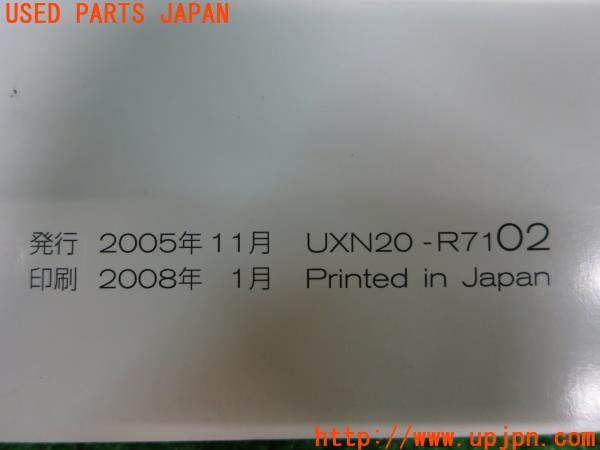 USED PARTS JAPAN
発行 2005年 11月 UXN20 -R7102
印刷 2008年 1月 Printed in Japan
http://www.upjpn.com/